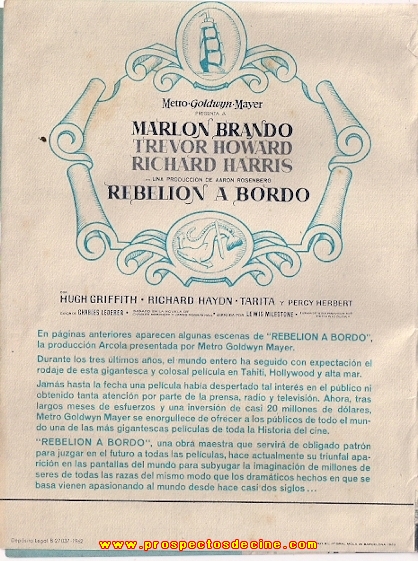 Metro-Goldwyn-Mayer
PRESENTA A
MARLON BRANDO
TREVOR HOWARD
RICHARD HARRIS
UNA PRODUCCION DE AARON ROSENBERG
REBELION A BORDO
HUGH GRIFFITH • RICHARD HAYDN • TARITA y PERCY HERBERT
CHARLES LEDERER LEWIS MILESTONE
En páginas anteriores aparecen algunas escenas de "REBELION A BORDO",
la producción Arcola presentada por Metro Goldwyn Mayer.
Durante los tres últimos años, el mundo entero ha seguido con expectación el
rodaje de esta gigantesca y colosal película en Tahiti, Hollywood y alta mar.
Jamás hasta la fecha una película había despertado tal interés en el público ni
obtenido tanta atención por parte de la prensa, radio y televisión. Ahora, tras
largos meses de esfuerzos y una inversión de casi 20 millones de dólares,
Metro Goldwyn Mayer se enorgullece de ofrecer a los públicos de todo el mun-
do una de las más gigantescas películas de toda la Historia del cine.
"REBELION A BORDO", una obra maestra que servirá de obligado patrón
para juzgar en el futuro a todas las películas, hace actualmente su triunfal apa-
rición en las pantallas del mundo para subyugar la imaginación de millones de
seres de todas las razas del mismo modo que los dramáticos hechos en que se
basa vienen apasionando al mundo desde hace casi dos siglos...
Depósito Legal B
www.prospectosdecine.com